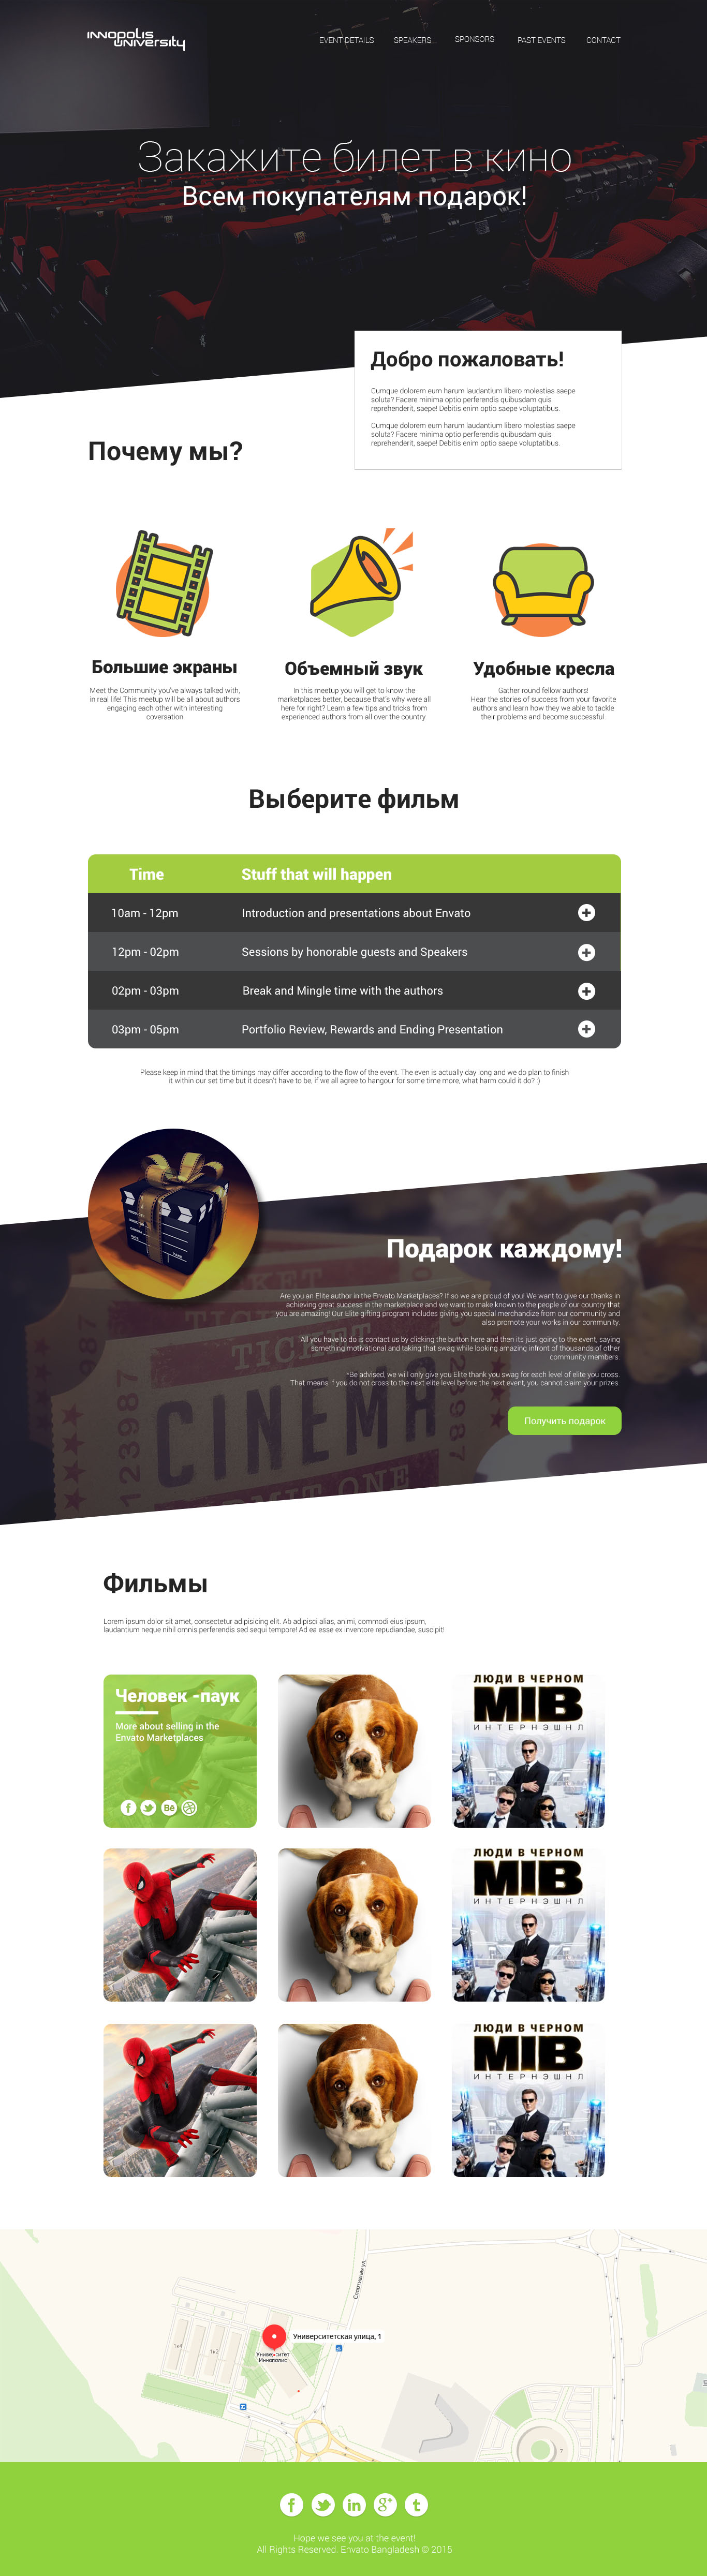 INNOPOLIS
UNIVERSITY
EVENT DETAILS
SPEAKERS
SPONSORS
PAST EVENTS
CONTACT
Закажите билет в кино
Всем покупателям подарок!
Добро пожаловать!
Cumque dolorem eum harum laudantium libero molestias saepe
soluta? Facere minima optio perferendis quibusdam quis
reprehenderit, saepe! Debitis enim optio saepe voluptatibus.
Cumque dolorem eum harum laudantium libero molestias saepe
soluta? Facere minima optio perferendis quibusdam quis
reprehenderit, saepe! Debitis enim optio saepe voluptatibus.
Почему мы?
Большие экраны
Meet the Community you've always talked with,
in real life! This meetup will be all about authors
engaging each other with interesting
coversation
Объемный звук
In this meetup you will get to know the
marketplaces better, because that's why were all
here for right? Learn a few tips and tricks from
experienced authors from all over the country.
Удобные кресла
Gather round fellow authors!
Hear the stories of success from your favorite
authors and learn how they we able to tackle
their problems and become successful.
Выберите фильм
Time
Stuff that will happen
10am - 12pm
Introduction and presentations about Envato
12pm - 02pm
Sessions by honorable guests and Speakers
02pm - 03pm
Break and Mingle time with the authors
03pm - 05pm
Portfolio Review, Rewards and Ending Presentation
Please keep in mind that the timings may differ according to the flow of the event. The even is actually day long and we do plan to finish
it within our set time but it doesn't have to be, if we all agree to hangour for some time more, what harm could it do? :)
Подарок каждому!
Are you an Elite author in the Envato Marketplaces? If so we are proud of you! We want to give our thanks in
achieving great success in the marketplace and we want to make known to the people of our country that
you are amazing! Our Elite gifting program includes giving you special merchandize from our community and
also promote your works in our community.
All you have to do is contact us by clicking the button here and then its just going to the event, saying
something motivational and taking that swag while looking amazing infront of thousands of other
community members.
*Be advised, we will only give you Elite thank you swag for each level of elite you cross.
That means if you do not cross to the next elite level before the next event, you cannot claim your prizes.
TICKET
CINEMA
ADMIT ONE
123987
Получить подарок
Фильмы
Lorem ipsum dolor sit amet, consectetur adipisicing elit. Ab adipisci alias, animi, commodi eius ipsum,
laudantium neque nihil omnis perferendis sed sequi tempore! Ad ea esse ex inventore repudiandae, suscipit!
Человек -паук
More about selling in the
Envato Marketplaces
Bē
ЛЮДИ В ЧЕРНОМ
MIB
ИНТЕРНЭШНЛ
ЛЮДИ В ЧЕРНОМ
MIB
ИНТЕРНЭШНЛ
ЛЮДИ В ЧЕРНОМ
MIB
ИНТЕРНЭШНЛ
Спортивная ул.
Университетская улица, 1
Университет
Иннополис
1к4
1к2
7
Hope we see you at the event!
All Rights Reserved. Envato Bangladesh © 2015